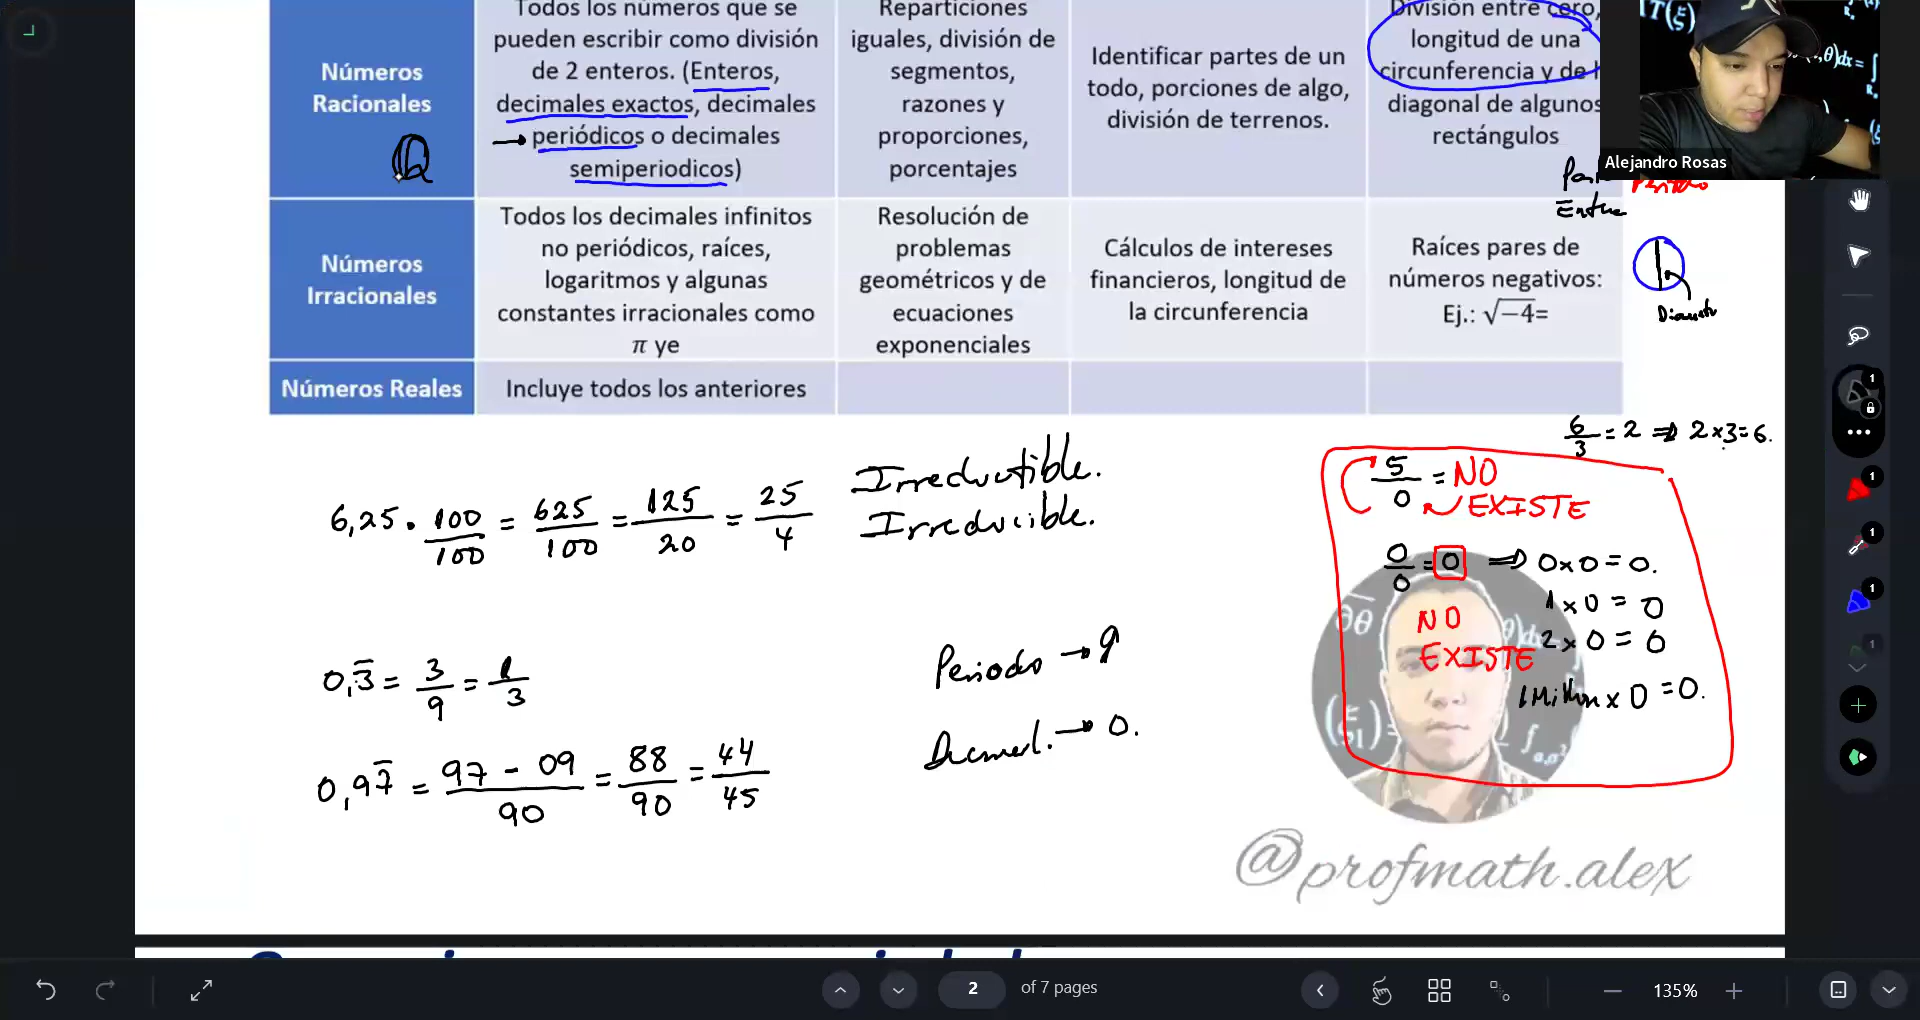 Números
Racionales
Q
Todos los números que se
pueden escribir como división
de 2 enteros. (Enteros,
decimales exactos, decimales
periódicos o decimales
semiperiodicos)
Reparticiones
iguales, división de
segmentos,
razones y
proporciones,
porcentajes
Identificar partes de un
todo, porciones de algo,
división de terrenos.
División entre cero,
longitud de una
circunferencia y de l
diagonal de algunos
rectángulos
Alejandro Rosas
Números
Irracionales
Todos los decimales infinitos
no periódicos, raíces,
logaritmos y algunas
constantes irracionales como
π ye
Resolución de
problemas
geométricos y de
ecuaciones
exponenciales
Cálculos de intereses
financieros, longitud de
la circunferencia
Raíces pares de
números negativos:
Ej.: √−4=
Números Reales
Incluye todos los anteriores
6/3 = 2 ⇒ 2×3=6.
6,25 · 100/100 = 625/100 = 125/20 = 25/4
Irreductible.
Irreducible.
5/0 = NO
EXISTE
0/0 = 0 ⇒ 0×0=0.
1×0=0
NO
2×0=0
EXISTE
1 Millon × 0 =0.
0,3̅ = 3/9 = 1/3
Periodo → 9
0,97̅ = 97 - 09/90 = 88/90 = 44/45
Decimal. → 0.
@profmath.alex
2
of 7 pages
135%